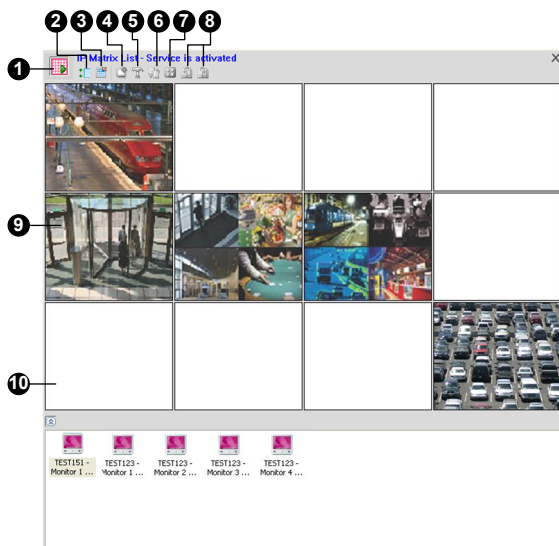 2 3 4 5 6 7 8
1
IP Matrix List - Service is activated
9
10
TEST151 - Monitor 1 ...
TEST123 - Monitor 1 ...
TEST123 - Monitor 2 ...
TEST123 - Monitor 3 ...
TEST123 - Monitor 4 ...